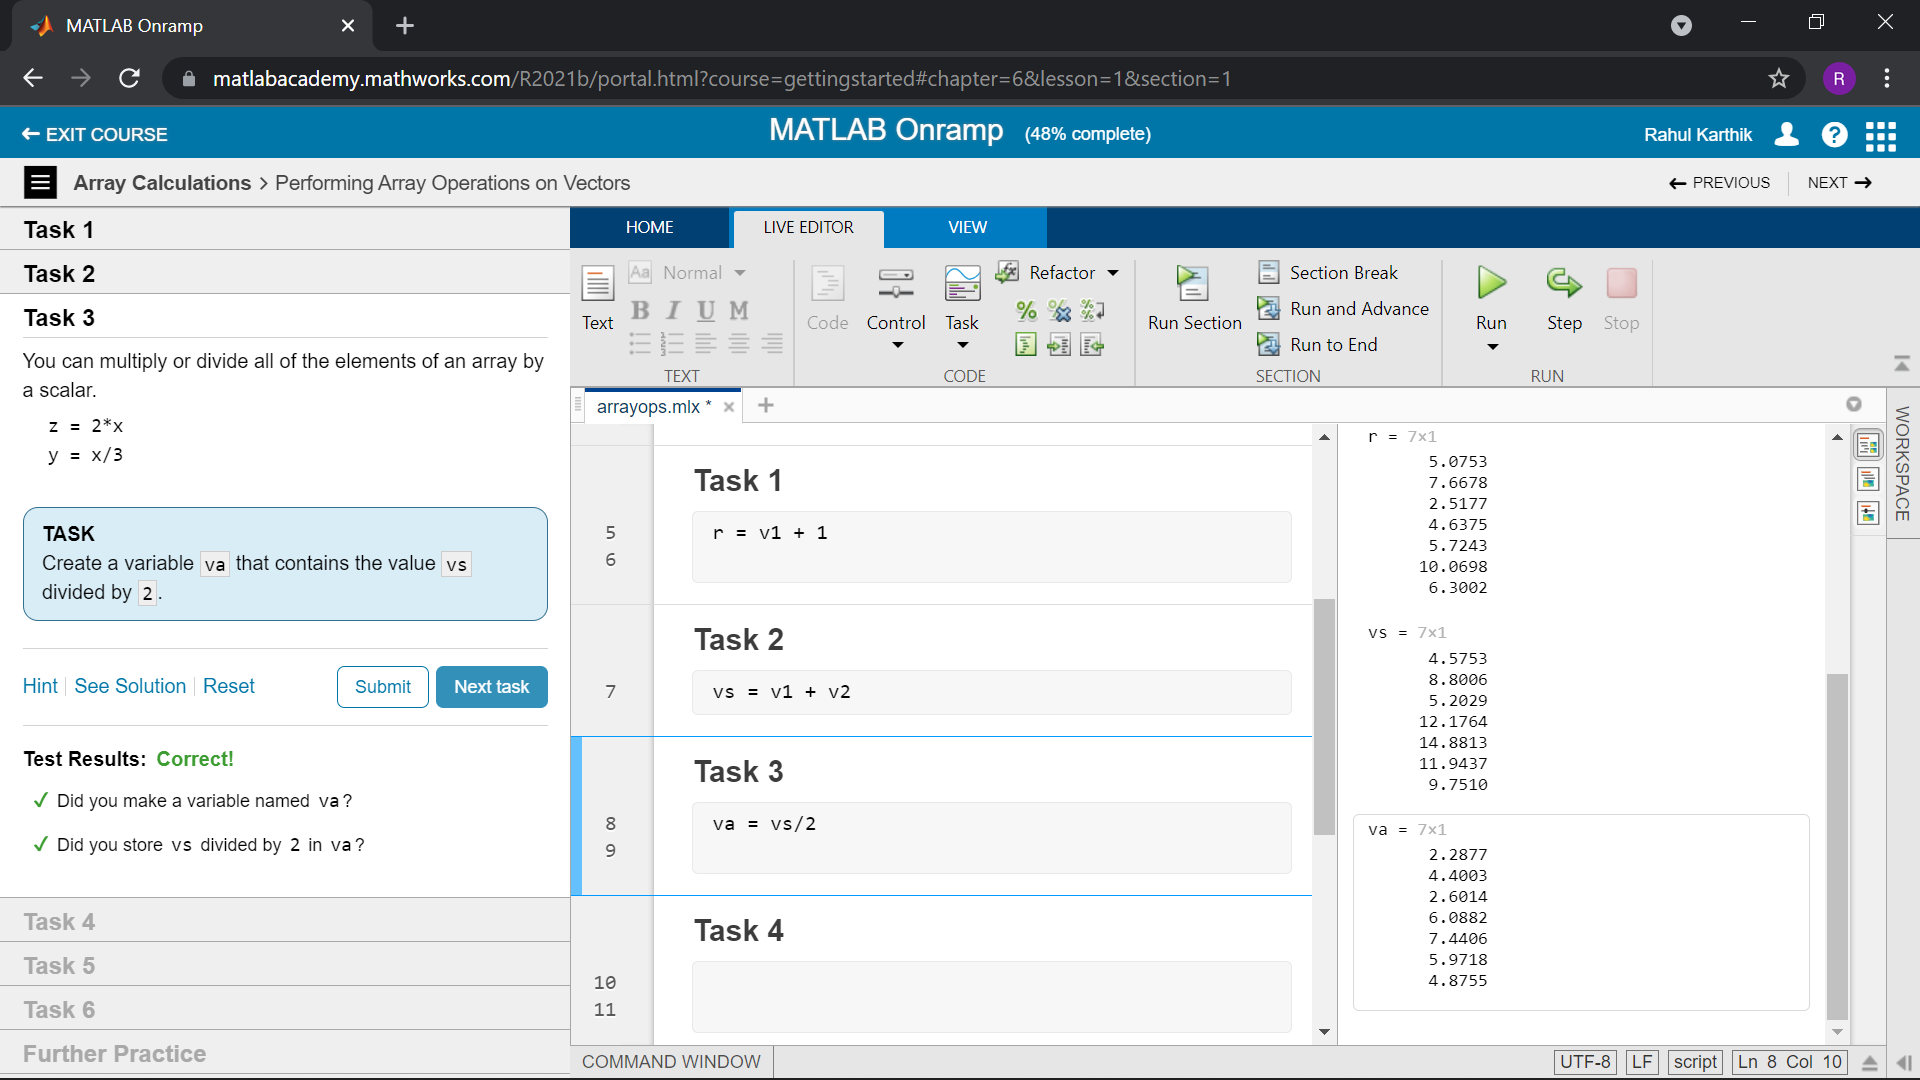 MATLAB Onramp
matlabacademy.mathworks.com/R2021b/portal.html?course=gettingstarted#chapter=6&lesson=1&section=1
R
EXIT COURSE
MATLAB Onramp (48% complete)
Rahul Karthik
?
Array Calculations > Performing Array Operations on Vectors
PREVIOUS
NEXT
Task 1
Task 2
Task 3
You can multiply or divide all of the elements of an array by
a scalar.
z = 2*x
y = x/3
TASK
Create a variable va that contains the value vs
divided by 2.
Hint
See Solution
Reset
Submit
Next task
Test Results: Correct!
Did you make a variable named va?
Did you store vs divided by 2 in va?
Task 4
Task 5
Task 6
Further Practice
HOME
LIVE EDITOR
VIEW
Text
Aa Normal
B I U M
TEXT
Code
Control
Task
Refactor
CODE
Run Section
Section Break
Run and Advance
Run to End
SECTION
Run
Step
Stop
RUN
arrayops.mlx *
Task 1
5 r = v1 + 1
6
Task 2
7 vs = v1 + v2
Task 3
8 va = vs/2
9
Task 4
10
11
r = 7×1
5.0753
7.6678
2.5177
4.6375
5.7243
10.0698
6.3002
vs = 7×1
4.5753
8.8006
5.2029
12.1764
14.8813
11.9437
9.7510
va = 7×1
2.2877
4.4003
2.6014
6.0882
7.4406
5.9718
4.8755
WORKSPACE
COMMAND WINDOW
UTF-8
LF
script
Ln 8 Col 10